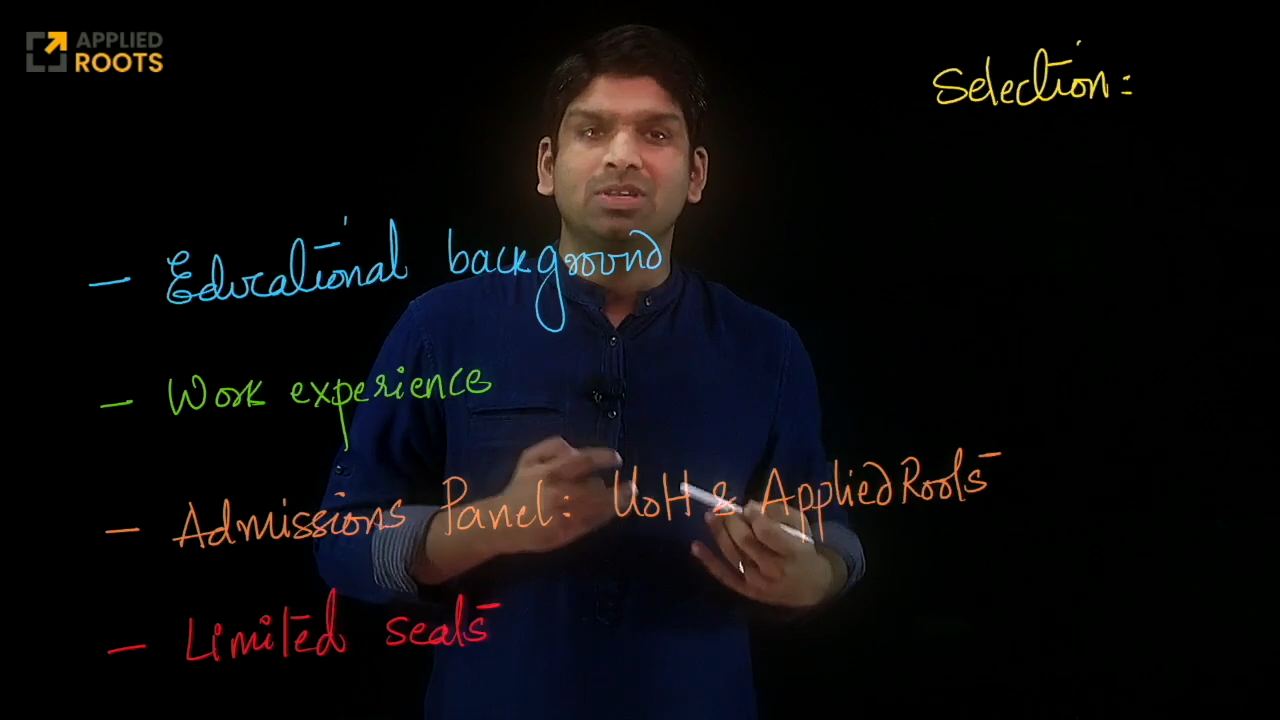 APPLIED
ROOTS
Selection:
- Educational background
- Work experience
- Admissions Panel: UoH & AppliedRoots
- Limited seats